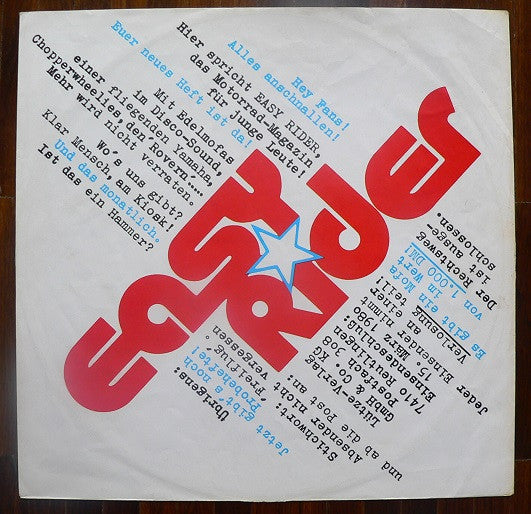 Hey Fans!
Alles anschnallen!
Hier spricht EASY RIDER,
das Motorrad-Magazin
für junge Leute!
Euer neues Heft ist da!
Mit Edelmofas
im Disco-Sound,
einer fliegenden Yamaha,
Chopperwheelies, den Rovern.....
Mehr wird nicht verraten.
Wo's uns gibt?
Klar Mensch, am Kiosk!
Und das monatlich.
Ist das ein Hammer?
easy
Rider
Übrigens:
Jetzt gibt's noch
Probehefte!
Stichwort:
'Freiflug'.
Absender nicht
vergessen
und ab die Post an:
Lütze-Verlag
GmbH & Co. KG
Postfach 308
7410 Reutlingen
Einsendeschluß:
15. März 1980
Jeder Einsender nimmt
an einer
Verlosung teil!
Es gibt ein Mofa
im Wert
von 1.000 DM!
Der Rechtsweg
ist ausge-
schlossen.